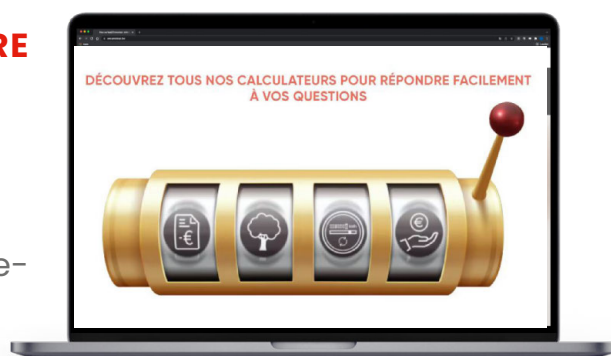 RE
DÉCOUVREZ TOUS NOS CALCULATEURS POUR RÉPONDRE FACILEMENT
À VOS QUESTIONS
€
€
e-